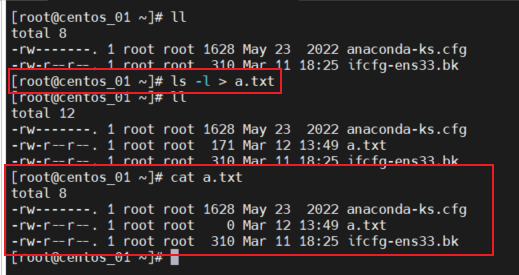 [root@centos_01 ~]# ll
total 8
-rw-------. 1 root root 1628 May 23  2022 anaconda-ks.cfg
-rw-r--r--. 1 root root  310 Mar 11 18:25 ifcfg-ens33.bk
[root@centos_01 ~]# ls -l > a.txt
[root@centos_01 ~]# ll
total 12
-rw-------. 1 root root 1628 May 23  2022 anaconda-ks.cfg
-rw-r--r--. 1 root root  171 Mar 12 13:49 a.txt
-rw-r--r--. 1 root root  310 Mar 11 18:25 ifcfg-ens33.bk
[root@centos_01 ~]# cat a.txt
total 8
-rw-------. 1 root root 1628 May 23  2022 anaconda-ks.cfg
-rw-r--r--. 1 root root    0 Mar 12 13:49 a.txt
-rw-r--r--. 1 root root  310 Mar 11 18:25 ifcfg-ens33.bk
[root@centos_01 ~]#